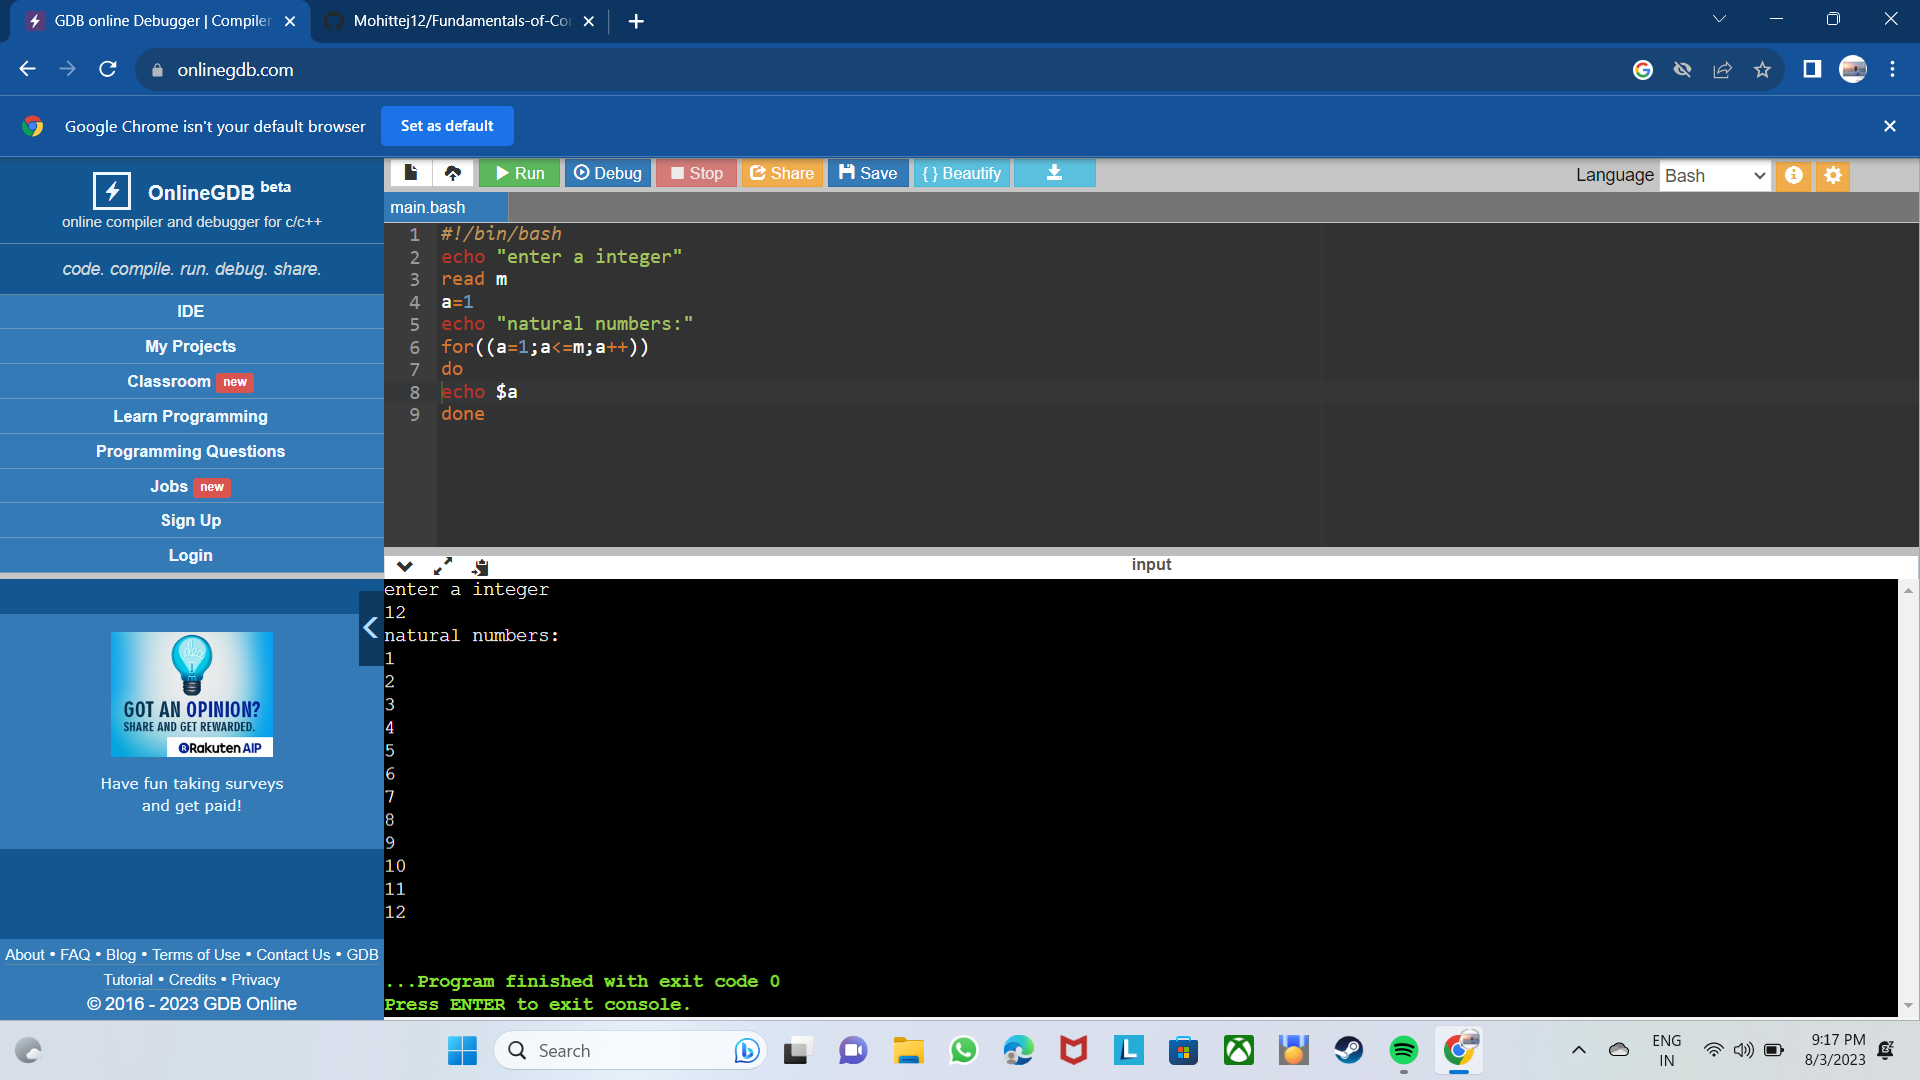 GDB online Debugger | Compiler
Mohittej12/Fundamentals-of-Co
onlinegdb.com
Google Chrome isn't your default browser
Set as default
OnlineGDB beta
online compiler and debugger for c/c++
code. compile. run. debug. share.
IDE
My Projects
Classroom new
Learn Programming
Programming Questions
Jobs new
Sign Up
Login
GOT AN OPINION?
SHARE AND GET REWARDED.
Rakuten AIP
Have fun taking surveys
and get paid!
About • FAQ • Blog • Terms of Use • Contact Us • GDB
Tutorial • Credits • Privacy
© 2016 - 2023 GDB Online
Run Debug Stop Share Save { } Beautify
Language Bash
main.bash
1 #!/bin/bash
2 echo "enter a integer"
3 read m
4 a=1
5 echo "natural numbers:"
6 for((a=1;a<=m;a++))
7 do
8 echo $a
9 done
input
enter a integer
12
natural numbers:
1
2
3
4
5
6
7
8
9
10
11
12
...Program finished with exit code 0
Press ENTER to exit console.
Search
L
ENG
IN
9:17 PM
8/3/2023